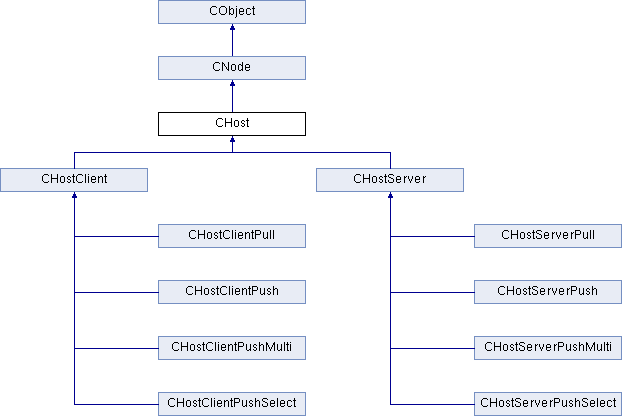 CObject
CNode
CHost
CHostClient
CHostServer
CHostClientPull
CHostServerPull
CHostClientPush
CHostServerPush
CHostClientPushMulti
CHostServerPushMulti
CHostClientPushSelect
CHostServerPushSelect